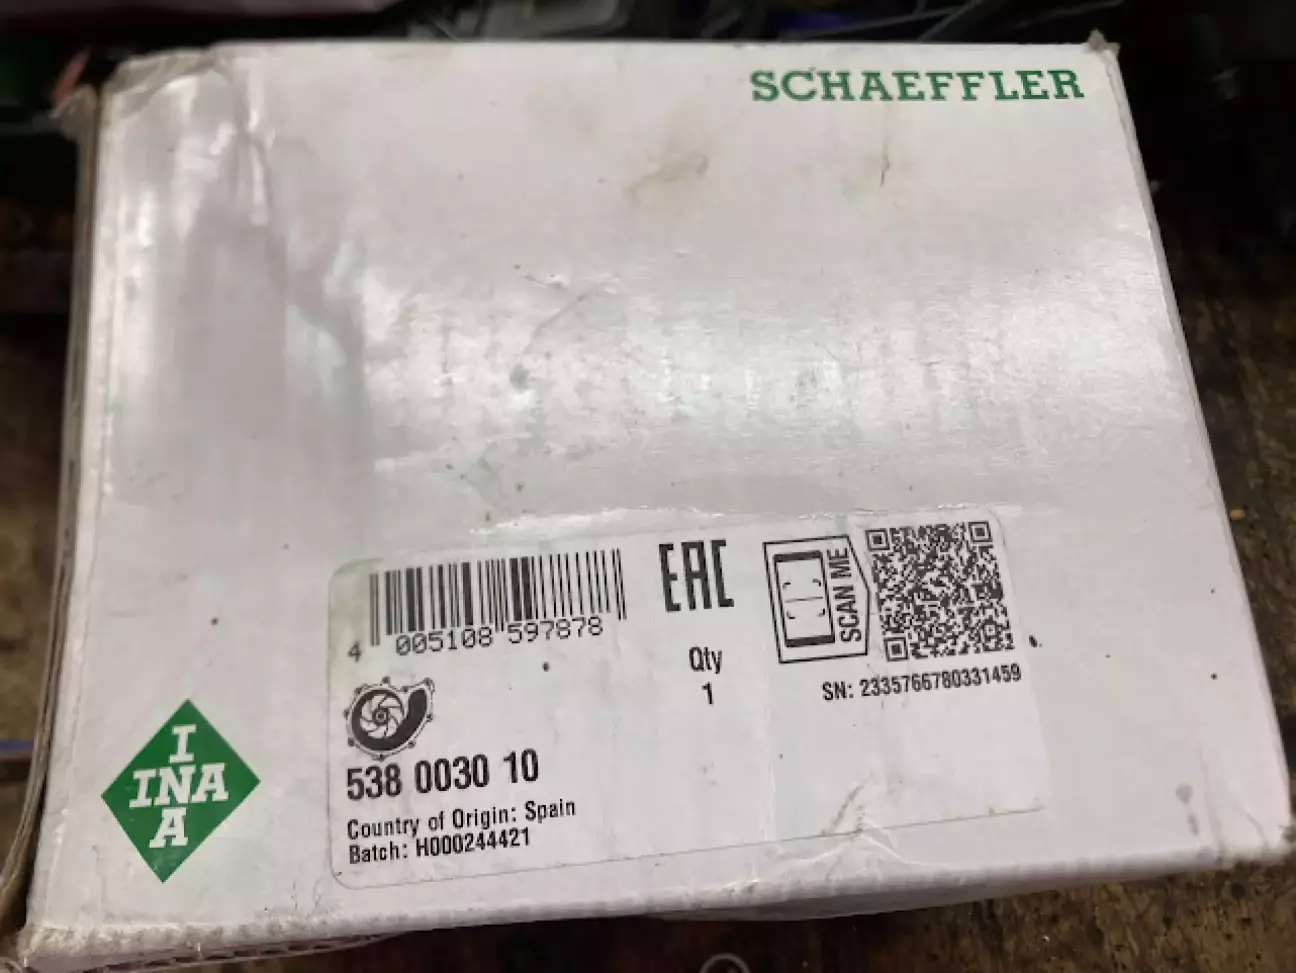 SCHAEFFLER
EAC
SCAN ME
4 005108 597878
Qty
1
SN: 2335766780331459
I
INA
A
538 0030 10
Country of Origin: Spain
Batch: H000244421